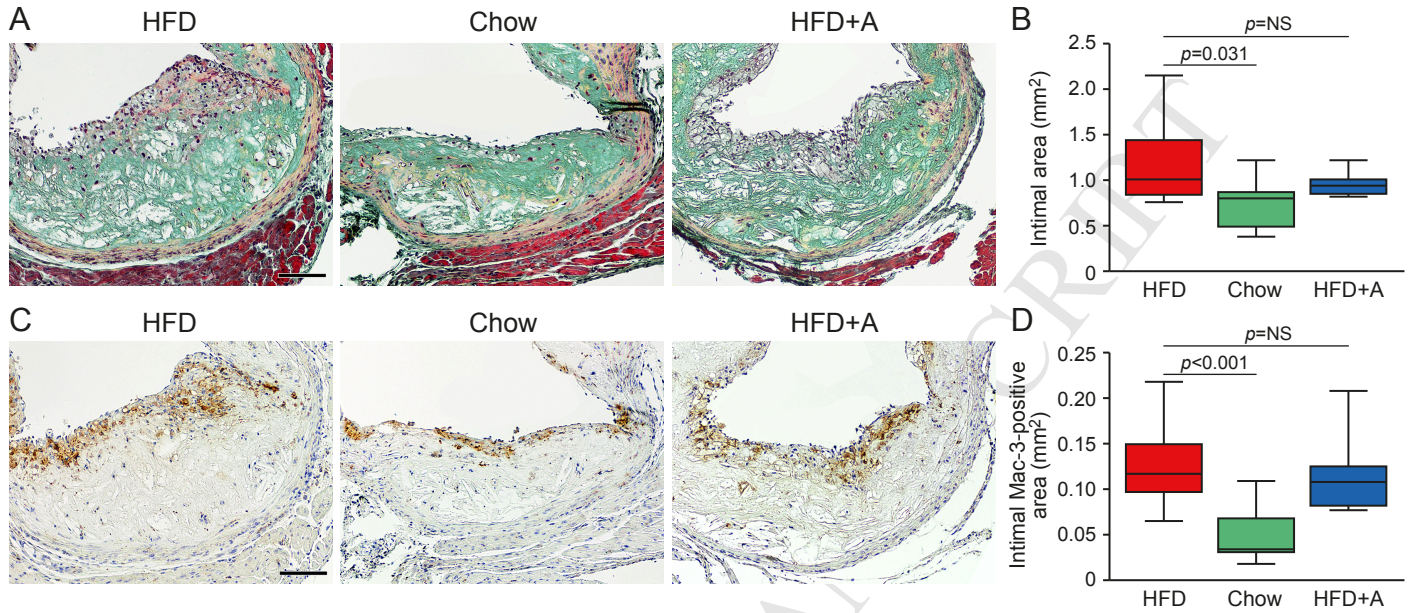 A
HFD
Chow
HFD+A
B
p=NS
p=0.031
Intimal area (mm²)
2.5
2.0
1.5
1.0
0.5
0
HFD
Chow
HFD+A
C
HFD
Chow
HFD+A
D
p=NS
p<0.001
Intimal Mac-3-positive
area (mm²)
0.25
0.20
0.15
0.10
0.05
0
HFD
Chow
HFD+A
CRIPT